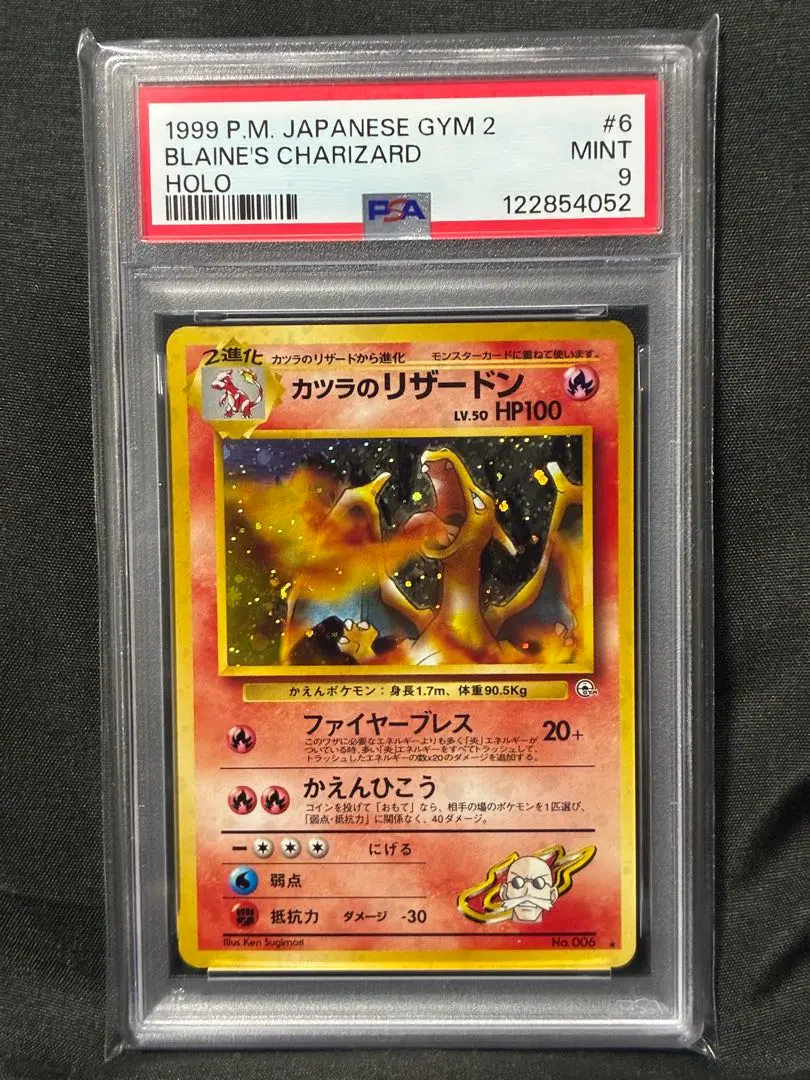 1999 P.M. JAPANESE GYM 2 #6
BLAINE'S CHARIZARD MINT
HOLO 9
PSA 122854052
2進化 カツラのリザードから進化 モンスターカードに重ねて使います。
カツラのリザードン
LV.50 HP100
かえんポケモン：身長1.7m、体重90.5Kg
GYM
ファイヤーブレス 20+
このワザに必要なエネルギーよりも多く「炎」エネルギーが
ついている時、多い「炎」エネルギーをすべてトラッシュして、
トラッシュしたエネルギーの数×20のダメージを追加する。
かえんひこう
コインを投げて「おもて」なら、相手の場のポケモンを1匹選び、
「弱点・抵抗力」に関係なく、40ダメージ。
にげる
弱点
抵抗力 ダメージ -30
Illus. Ken Sugimori No. 006 ★
PSA